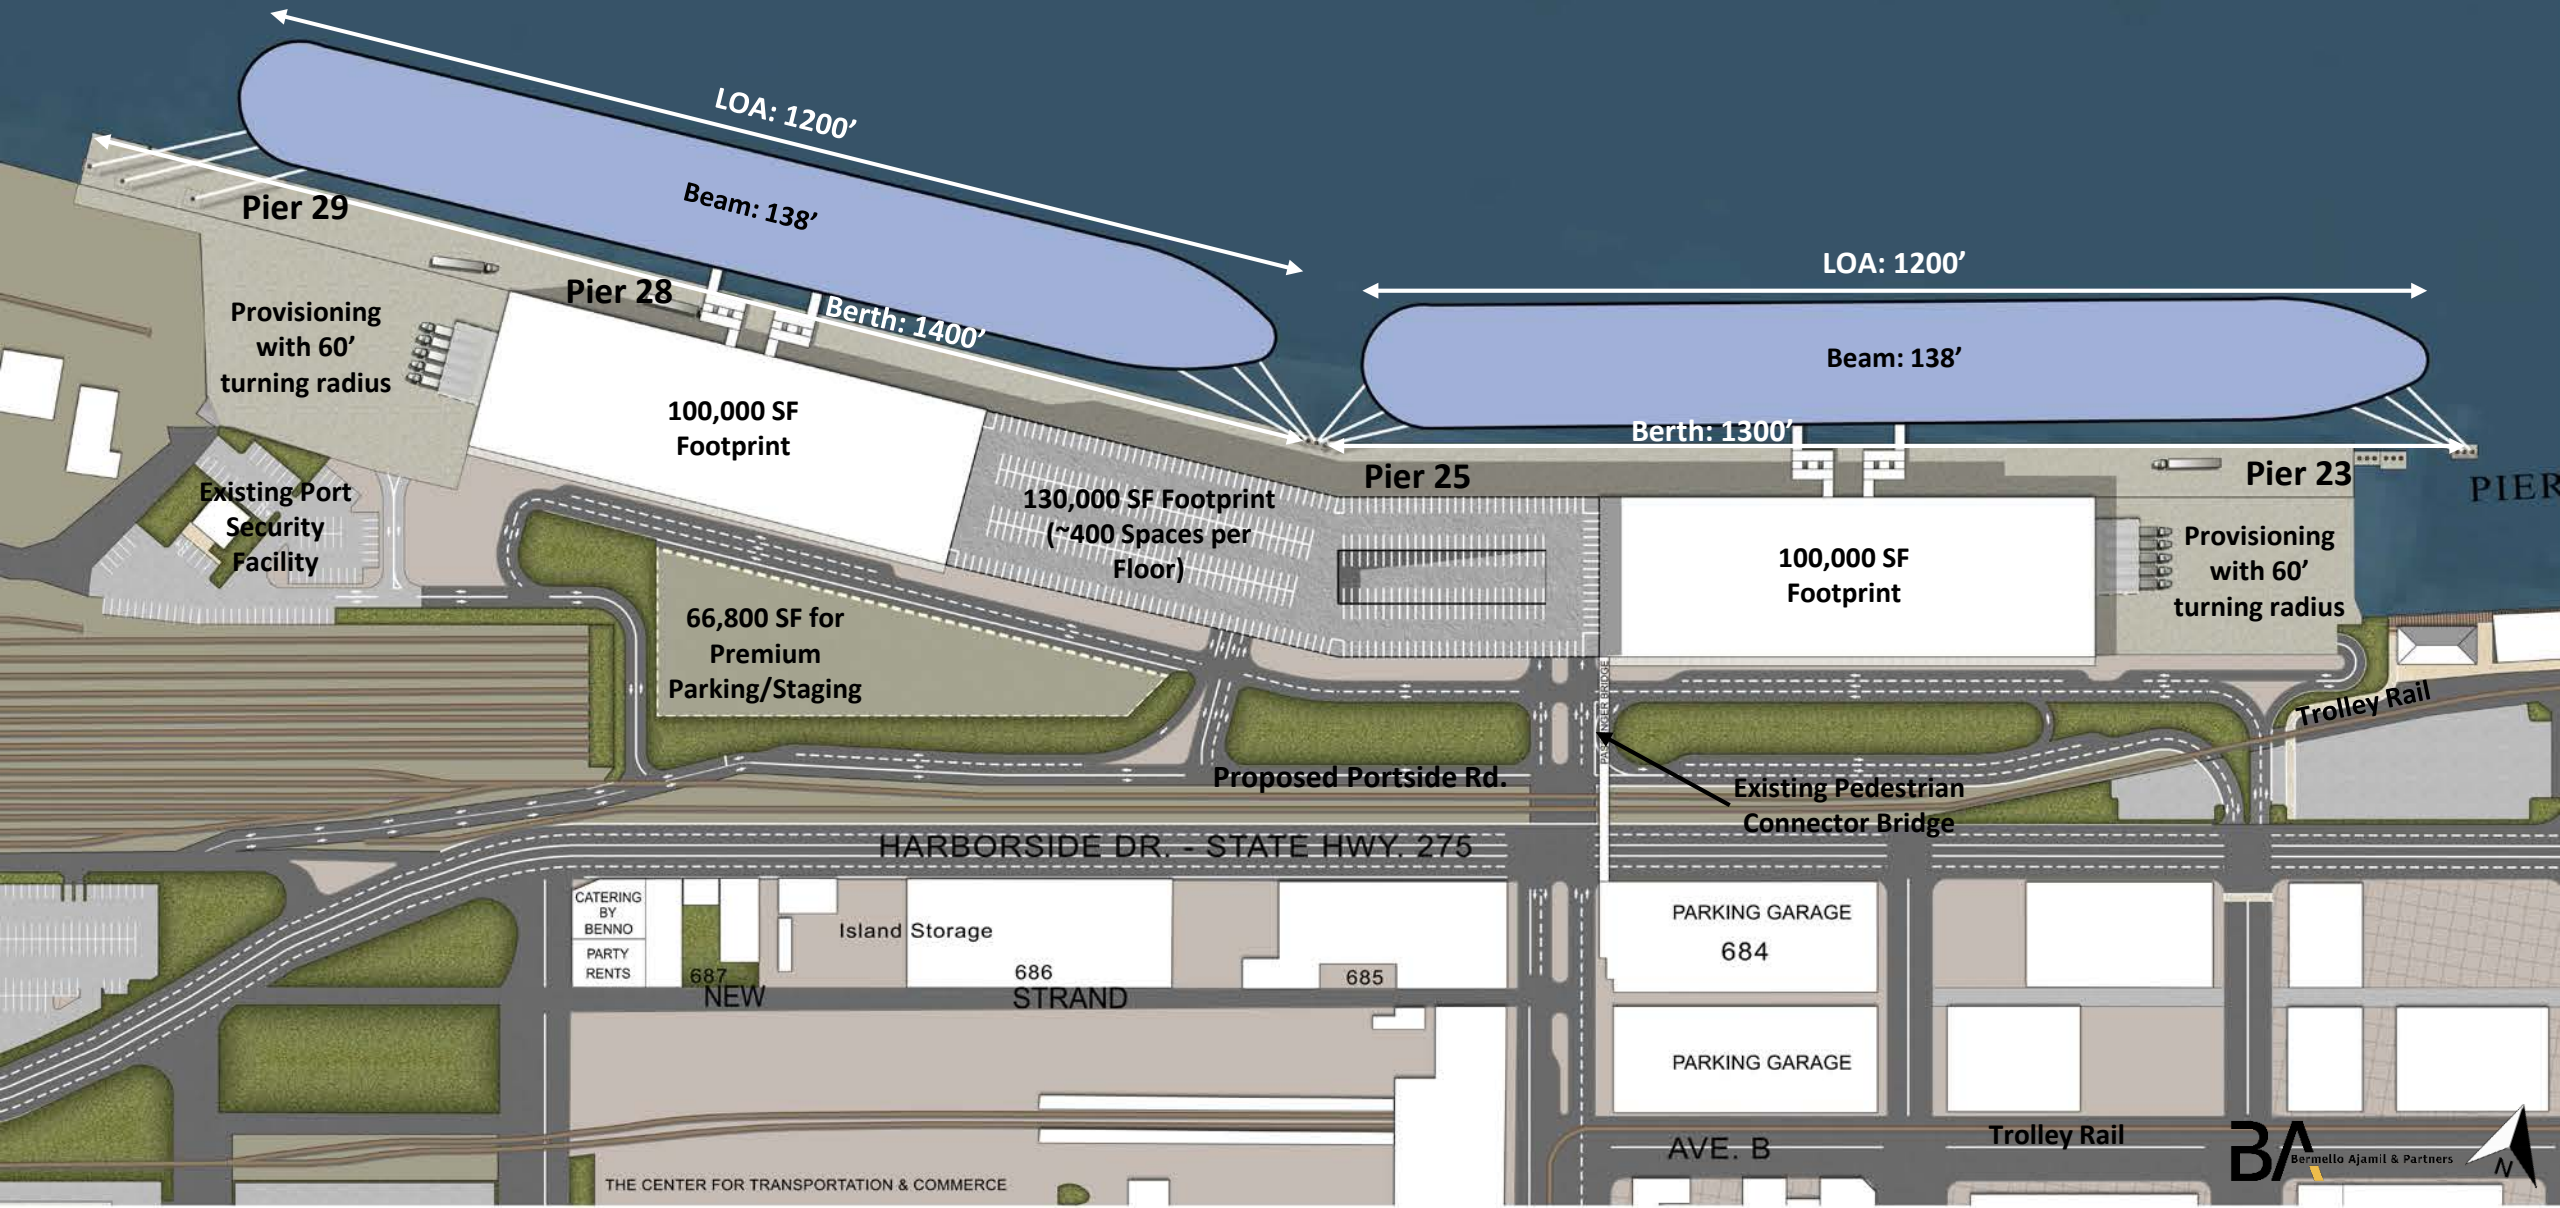 LOA: 1200’
Beam: 138’
Pier 29
Pier 28
Berth: 1400’
LOA: 1200’
Beam: 138’
Berth: 1300’
Pier 25
Pier 23
PIER
Provisioning
with 60’
turning radius
100,000 SF
Footprint
130,000 SF Footprint
(~400 Spaces per
Floor)
100,000 SF
Footprint
Provisioning
with 60’
turning radius
Existing Port
Security
Facility
66,800 SF for
Premium
Parking/Staging
PASSENGER BRIDGE
Trolley Rail
Proposed Portside Rd.
Existing Pedestrian
Connector Bridge
HARBORSIDE DR. - STATE HWY. 275
CATERING
BY
BENNO
PARTY
RENTS
687
Island Storage
686
685
PARKING GARAGE
684
NEW STRAND
PARKING GARAGE
AVE. B
Trolley Rail
THE CENTER FOR TRANSPORTATION & COMMERCE
BA
Bermello Ajamil & Partners
N